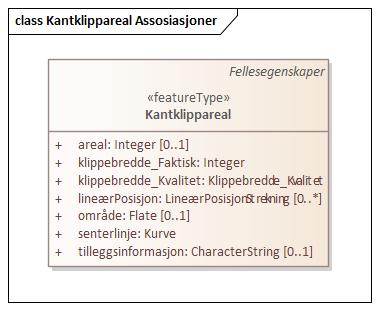 class Kantklippareal Assosiasjoner
Fellesegenskaper
«featureType»
Kantklippareal
+ areal: Integer [0..1]
+ klippebredde_Faktisk: Integer
+ klippebredde_Kvalitet: Klippebredde_Kvalitet
+ lineærPosisjon: LineærPosisjonStrekning [0..*]
+ område: Flate [0..1]
+ senterlinje: Kurve
+ tilleggsinformasjon: CharacterString [0..1]